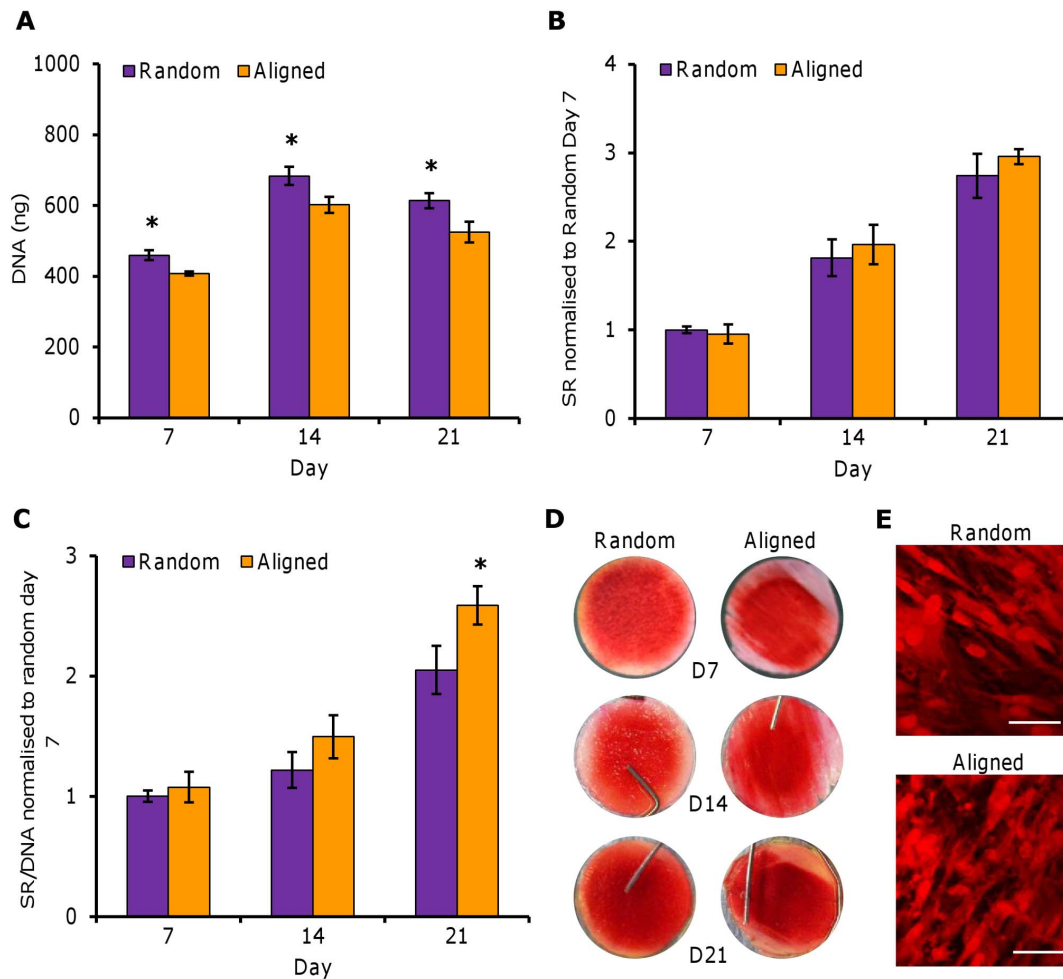 A
Random Aligned
DNA (ng)
1000
800
600
400
200
0
*
*
*
7 14 21
Day
B
Random Aligned
SR normalised to Random Day 7
4
3
2
1
0
7 14 21
Day
C
Random Aligned
SR/DNA normalised to random day
7
3
2
2
1
0
*
7 14 21
Day
D
Random Aligned
D7
D14
D21
E
Random
Aligned